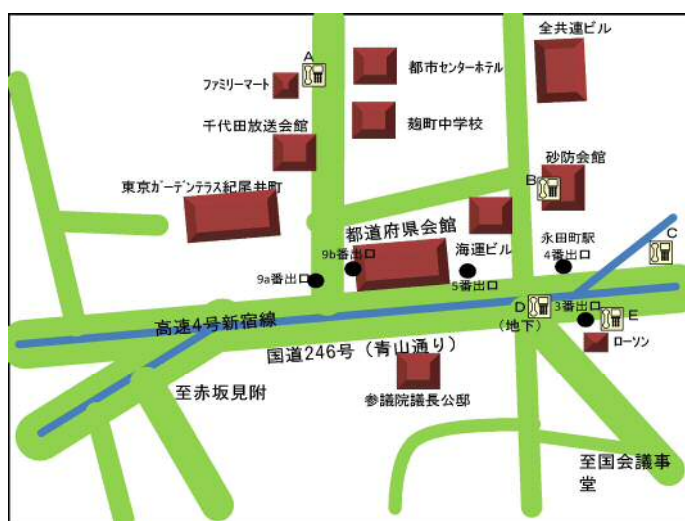 全共連ビル
A
都市センターホテル
ファミリーマート
千代田放送会館
麹町中学校
砂防会館
B
東京ガーデンテラス紀尾井町
都道府県会館
海運ビル
永田町駅
4番出口
C
9b番出口
9a番出口
5番出口
D
(地下)
3番出口
E
高速4号新宿線
国道246号(青山通り)
ローソン
至赤坂見附
参議院議長公邸
至国会議事
堂